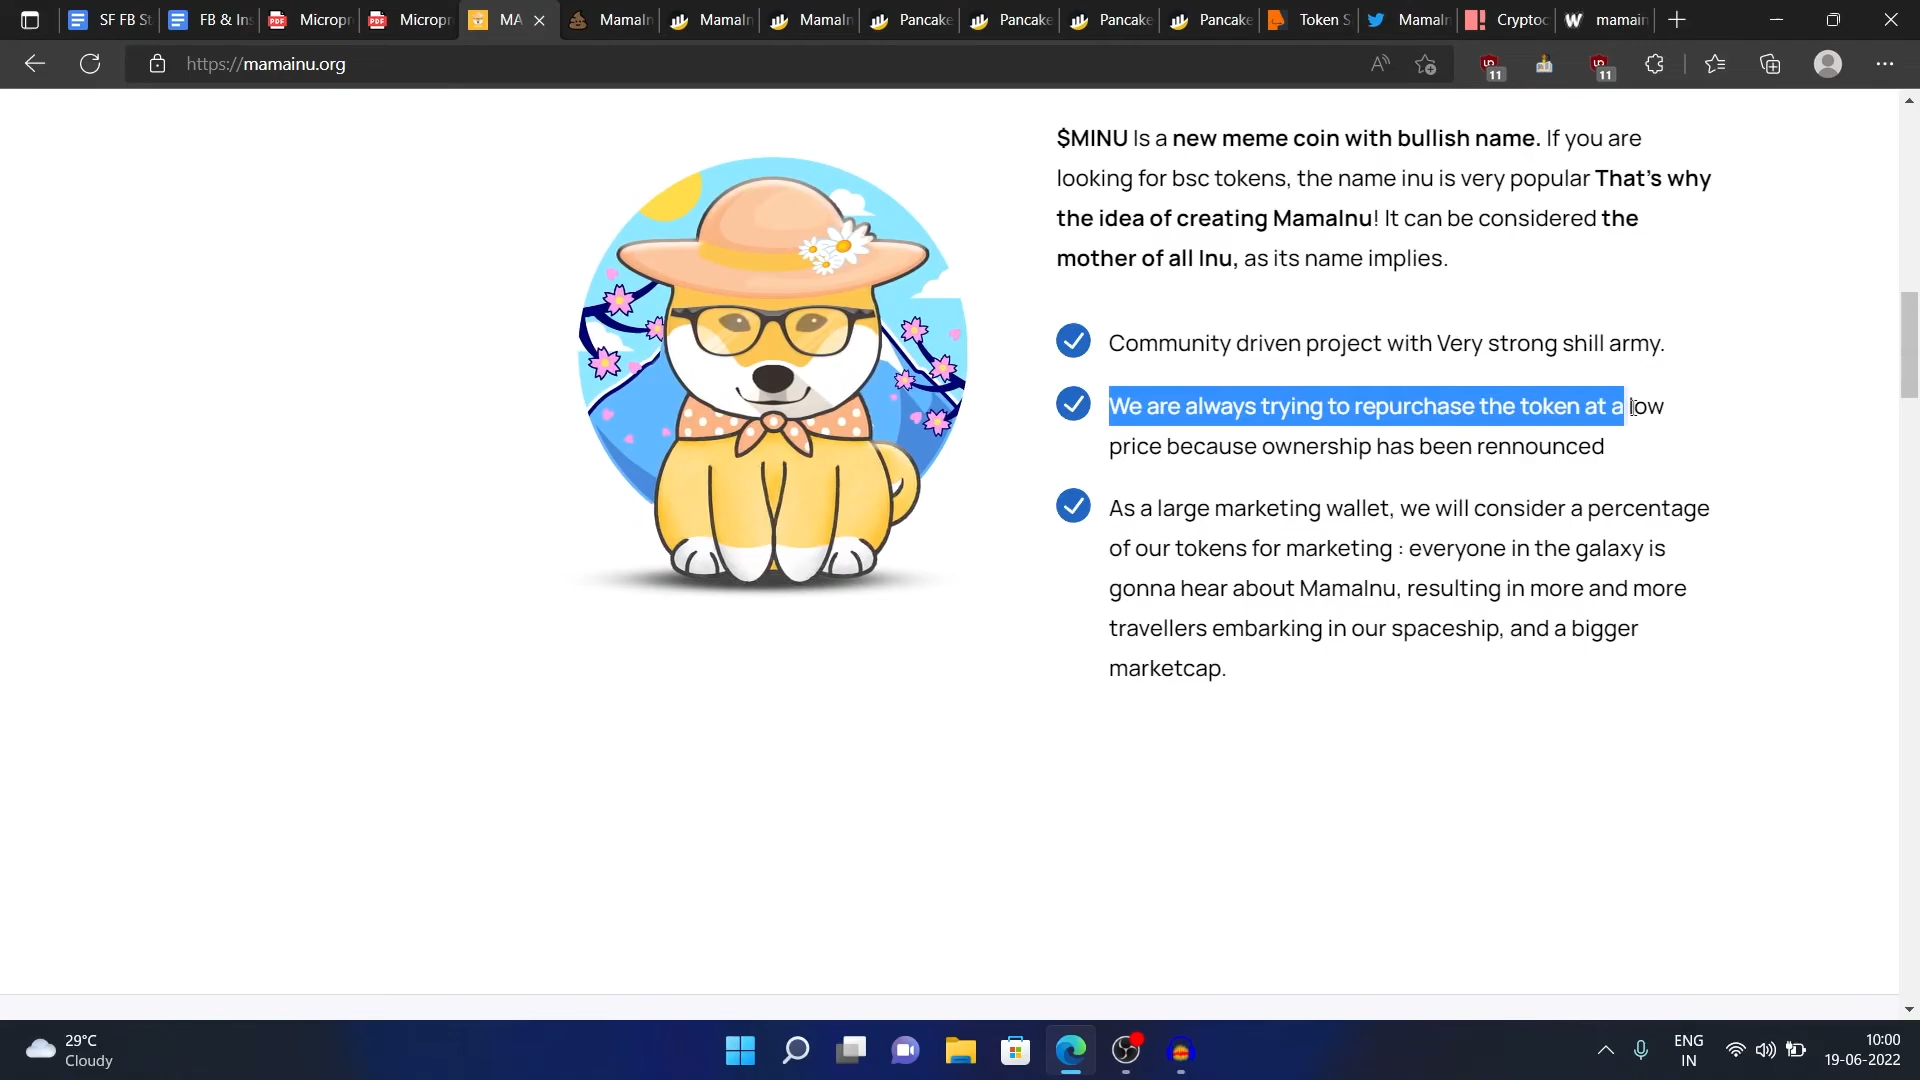 SF FB St
FB & Ins
Micropr
Micropr
MA
MamaIn
MamaIn
MamaIn
Pancake
Pancake
Pancake
Pancake
Token S
MamaIn
Cryptoc
mamain
https://mamainu.org
11
11
$MINU Is a new meme coin with bullish name. If you are
looking for bsc tokens, the name inu is very popular That's why
the idea of creating MamaInu! It can be considered the
mother of all Inu, as its name implies.
Community driven project with Very strong shill army.
We are always trying to repurchase the token at a low
price because ownership has been rennounced
As a large marketing wallet, we will consider a percentage
of our tokens for marketing : everyone in the galaxy is
gonna hear about MamaInu, resulting in more and more
travellers embarking in our spaceship, and a bigger
marketcap.
29°C
Cloudy
ENG
IN
10:00
19-06-2022